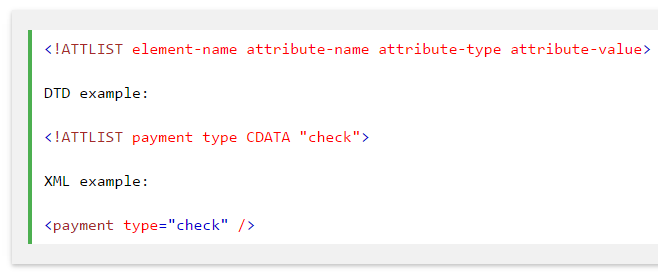 <!ATTLIST element-name attribute-name attribute-type attribute-value>
DTD example:
<!ATTLIST payment type CDATA "check">
XML example:
<payment type="check" />